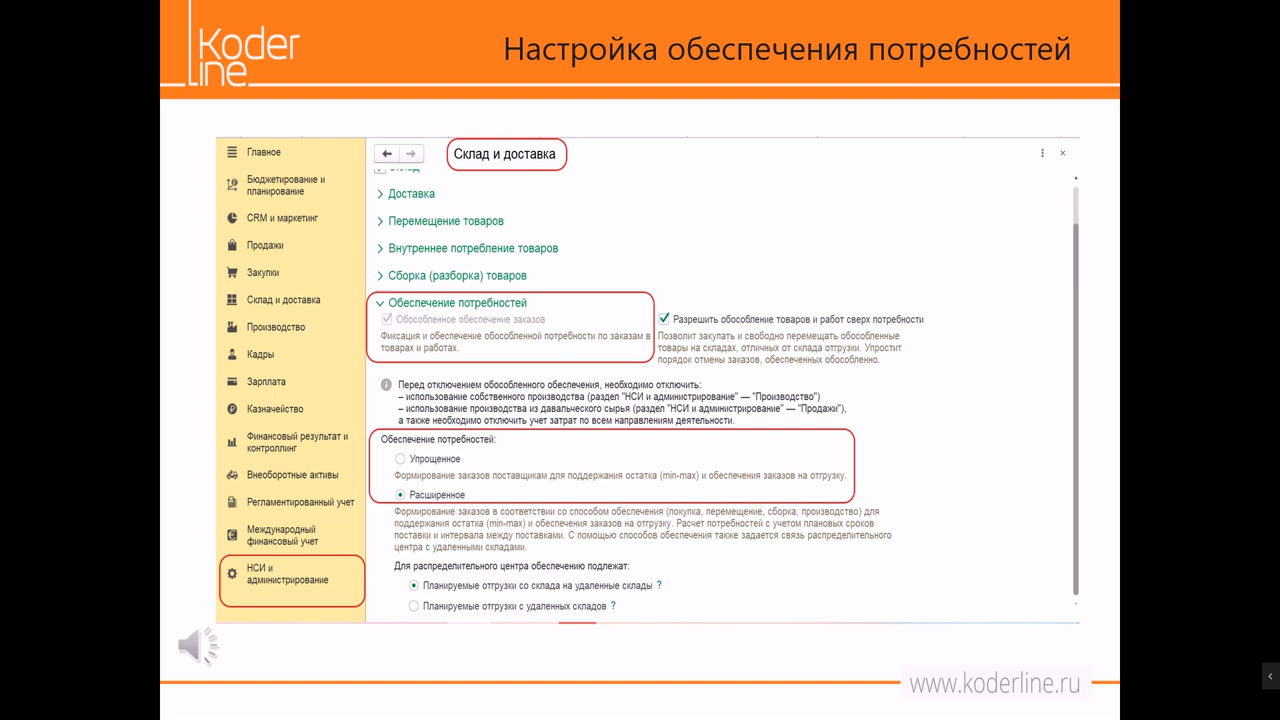 Koder
line
Настройка обеспечения потребностей
Главное
Бюджетирование и
планирование
CRM и маркетинг
Продажи
Закупки
Склад и доставка
Производство
Кадры
Зарплата
Казначейство
Финансовый результат и
контроллинг
Внеоборотные активы
Регламентированный учет
Международный
финансовый учет
НСИ и
администрирование
Склад и доставка
Склад
Доставка
Перемещение товаров
Внутреннее потребление товаров
Сборка (разборка) товаров
Обеспечение потребностей
Обособленное обеспечение заказов
Фиксация и обеспечение обособленной потребности по заказам в
товарах и работах.
Разрешить обособление товаров и работ сверх потребности
Позволит закупать и свободно перемещать обособленные
товары на складах, отличных от склада отгрузки. Упростит
порядок отмены заказов, обеспеченных обособленно.
Перед отключением обособленного обеспечения, необходимо отключить:
– использование собственного производства (раздел "НСИ и администрирование" — "Производство")
– использование производства из давальческого сырья (раздел "НСИ и администрирование" — "Продажи"),
а также необходимо отключить учет затрат по всем направлениям деятельности.
Обеспечение потребностей:
Упрощенное
Формирование заказов поставщикам для поддержания остатка (min-max) и обеспечения заказов на отгрузку.
Расширенное
Формирование заказов в соответствии со способом обеспечения (покупка, перемещение, сборка, производство) для
поддержания остатка (min-max) и обеспечения заказов на отгрузку. Расчет потребностей с учетом плановых сроков
поставки и интервала между поставками. С помощью способов обеспечения также задается связь распределительного
центра с удаленными складами.
Для распределительного центра обеспечению подлежат:
Планируемые отгрузки со склада на удаленные склады ?
Планируемые отгрузки с удаленных складов ?
www.koderline.ru